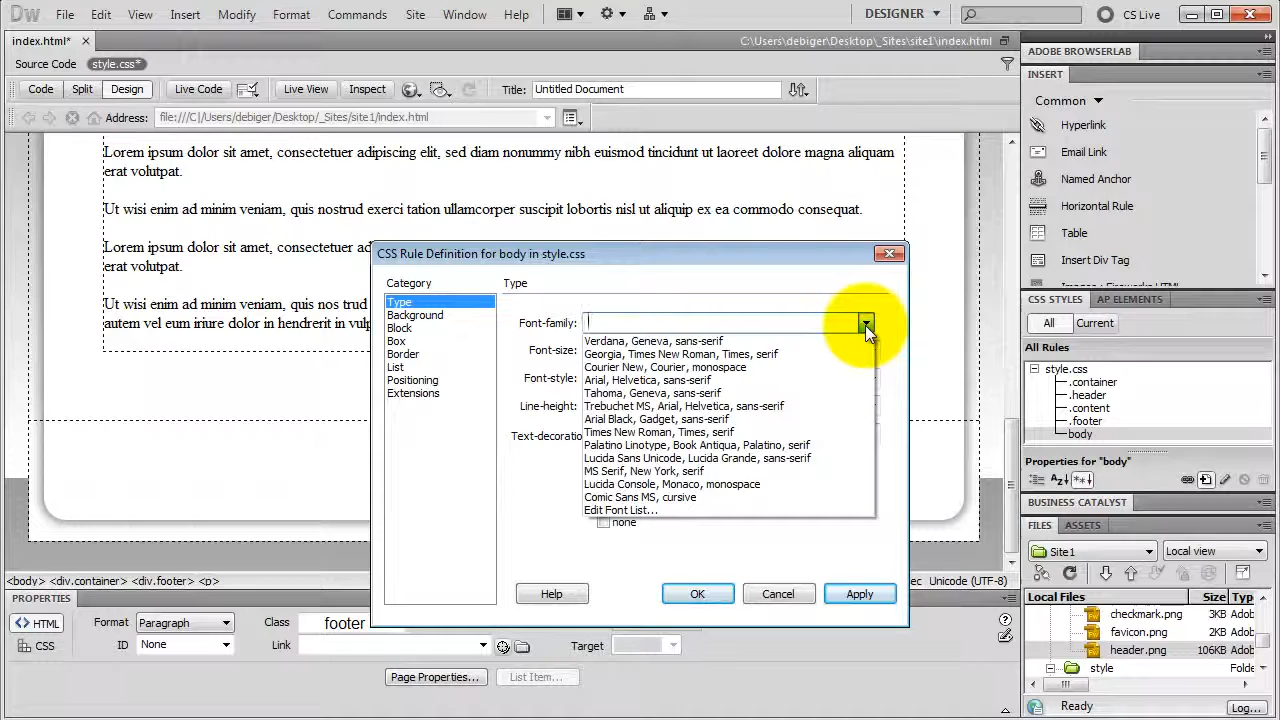 Dw File Edit View Insert Modify Format Commands Site Window Help DESIGNER CS Live
index.html* C:\Users\debiger\Desktop\_Sites\site1\index.html
Source Code style.css*
Code Split Design Live Code Live View Inspect Title: Untitled Document
Address: file:///C|/Users/debiger/Desktop/_Sites/site1/index.html
Lorem ipsum dolor sit amet, consectetuer adipiscing elit, sed diam nonummy nibh euismod tincidunt ut laoreet dolore magna aliquam
erat volutpat.
Ut wisi enim ad minim veniam, quis nostrud exerci tation ullamcorper suscipit lobortis nisl ut aliquip ex ea commodo consequat.
Lorem ipsum dolor sit amet, consectetuer ad
erat volutpat.
Ut wisi enim ad minim veniam, quis nos trud
autem vel eum iriure dolor in hendrerit in vulp
CSS Rule Definition for body in style.css
Category
Type
Background
Block
Box
Border
List
Positioning
Extensions
Type
Font-family:
Font-size:
Font-style:
Line-height:
Text-decoratio
Verdana, Geneva, sans-serif
Georgia, Times New Roman, Times, serif
Courier New, Courier, monospace
Arial, Helvetica, sans-serif
Tahoma, Geneva, sans-serif
Trebuchet MS, Arial, Helvetica, sans-serif
Arial Black, Gadget, sans-serif
Times New Roman, Times, serif
Palatino Linotype, Book Antiqua, Palatino, serif
Lucida Sans Unicode, Lucida Grande, sans-serif
MS Serif, New York, serif
Lucida Console, Monaco, monospace
Comic Sans MS, cursive
Edit Font List...
none
Help OK Cancel Apply
<body> <div.container> <div.footer> <p>
ec Unicode (UTF-8)
PROPERTIES
HTML Format Paragraph Class footer
CSS ID None Link Target
Page Properties... List Item...
ADOBE BROWSERLAB
INSERT
Common
Hyperlink
Email Link
Named Anchor
Horizontal Rule
Table
Insert Div Tag
Images : Fireworks HTML
CSS STYLES AP ELEMENTS
All Current
All Rules
style.css
.container
.header
.content
.footer
body
Properties for "body"
Az
BUSINESS CATALYST
FILES ASSETS
Site1 Local view
Local Files Size Type
checkmark.png 3KB Adob
favicon.png 2KB Adob
header.png 106KB Adob
style Folde
Ready Log...